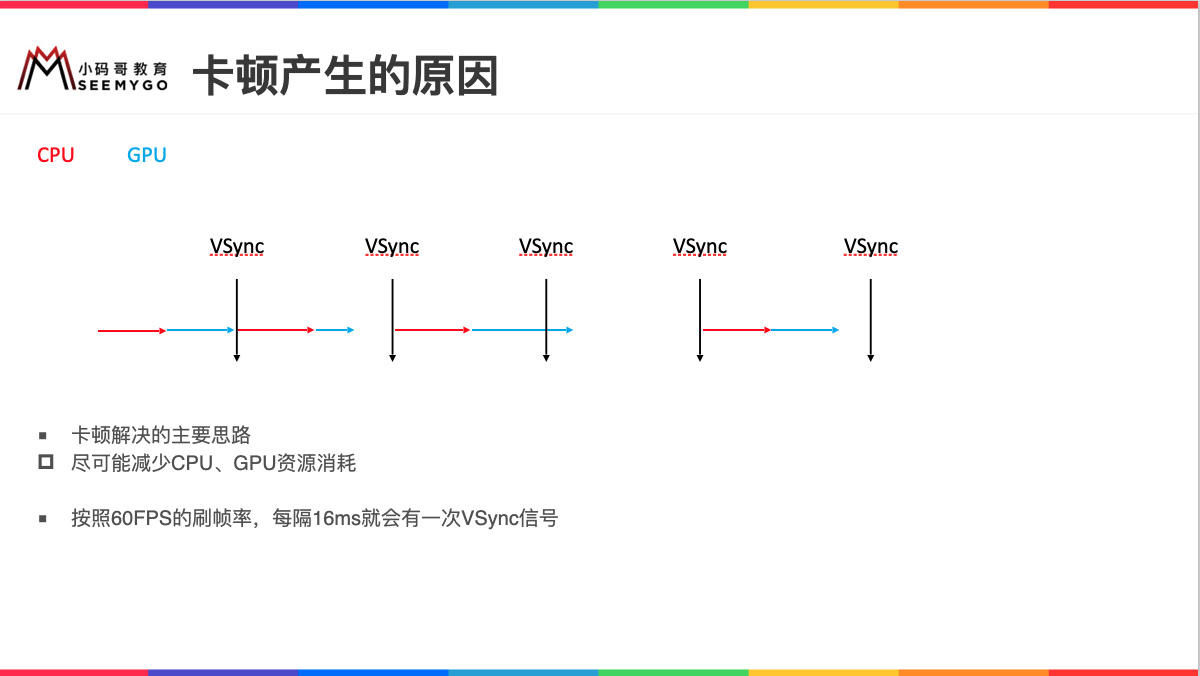 小码哥教育
SEEMYGO
卡顿产生的原因
CPU GPU
VSync VSync VSync VSync VSync
卡顿解决的主要思路
尽可能减少CPU、GPU资源消耗
按照60FPS的刷帧率，每隔16ms就会有一次VSync信号